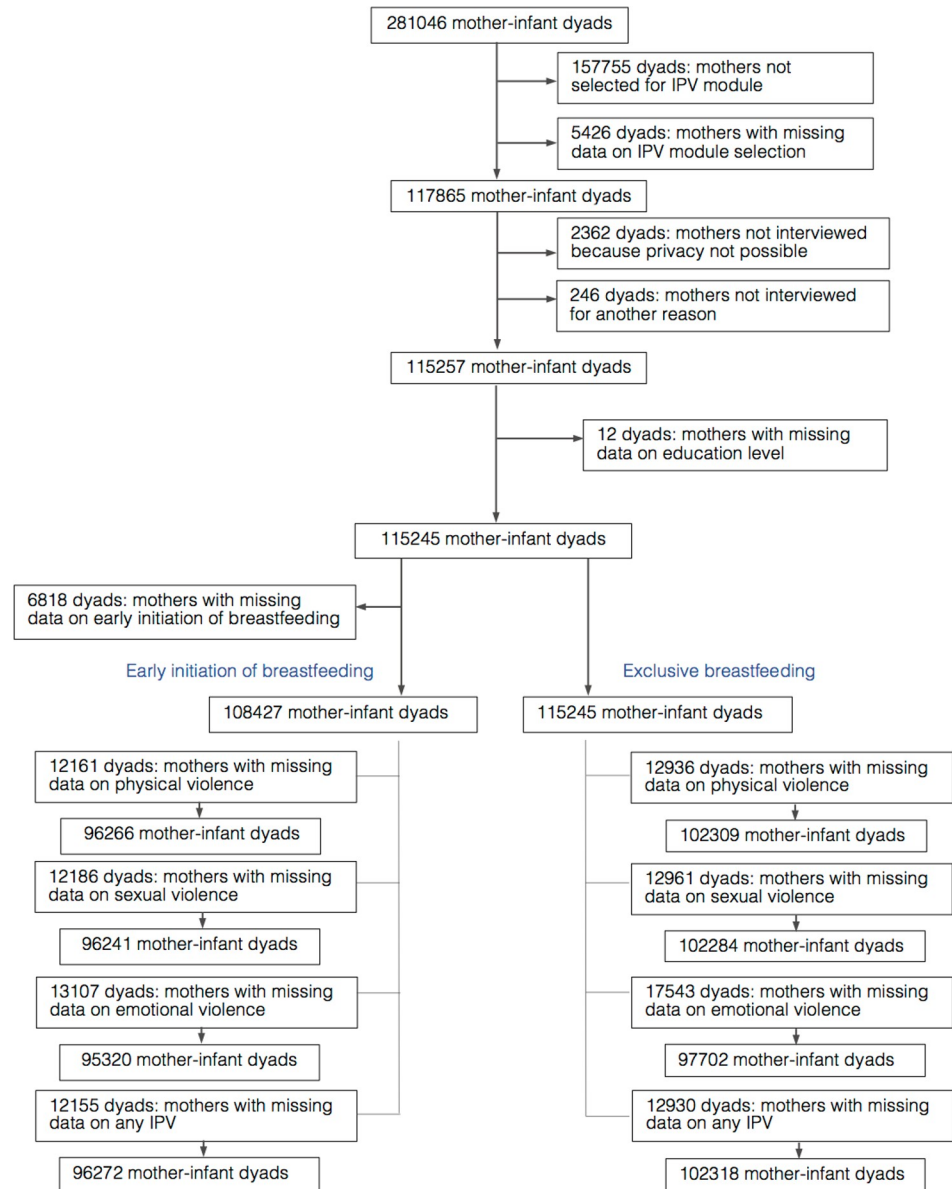 281046 mother-infant dyads
157755 dyads: mothers not
selected for IPV module
5426 dyads: mothers with missing
data on IPV module selection
117865 mother-infant dyads
2362 dyads: mothers not interviewed
because privacy not possible
246 dyads: mothers not interviewed
for another reason
115257 mother-infant dyads
12 dyads: mothers with missing
data on education level
115245 mother-infant dyads
6818 dyads: mothers with missing
data on early initiation of breastfeeding
Early initiation of breastfeeding
108427 mother-infant dyads
12161 dyads: mothers with missing
data on physical violence
96266 mother-infant dyads
12186 dyads: mothers with missing
data on sexual violence
96241 mother-infant dyads
13107 dyads: mothers with missing
data on emotional violence
95320 mother-infant dyads
12155 dyads: mothers with missing
data on any IPV
96272 mother-infant dyads
Exclusive breastfeeding
115245 mother-infant dyads
12936 dyads: mothers with missing
data on physical violence
102309 mother-infant dyads
12961 dyads: mothers with missing
data on sexual violence
102284 mother-infant dyads
17543 dyads: mothers with missing
data on emotional violence
97702 mother-infant dyads
12930 dyads: mothers with missing
data on any IPV
102318 mother-infant dyads